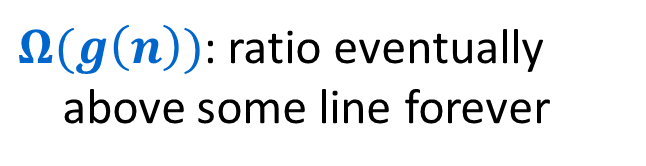 Ω(g(n)): ratio eventually
above some line forever